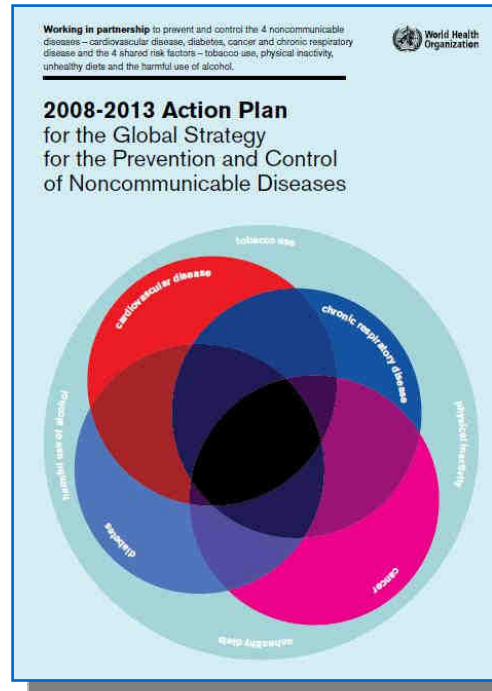 Working in partnership to prevent and control the 4 noncommunicable
diseases – cardiovascular disease, diabetes, cancer and chronic respiratory
disease and the 4 shared risk factors – tobacco use, physical inactivity,
unhealthy diets and the harmful use of alcohol.
World Health
Organization
2008-2013 Action Plan
for the Global Strategy
for the Prevention and Control
of Noncommunicable Diseases
tobacco use
cardiovascular disease
chronic respiratory disease
harmful use of alcohol
physical inactivity
diabetes
cancer
unhealthy diets